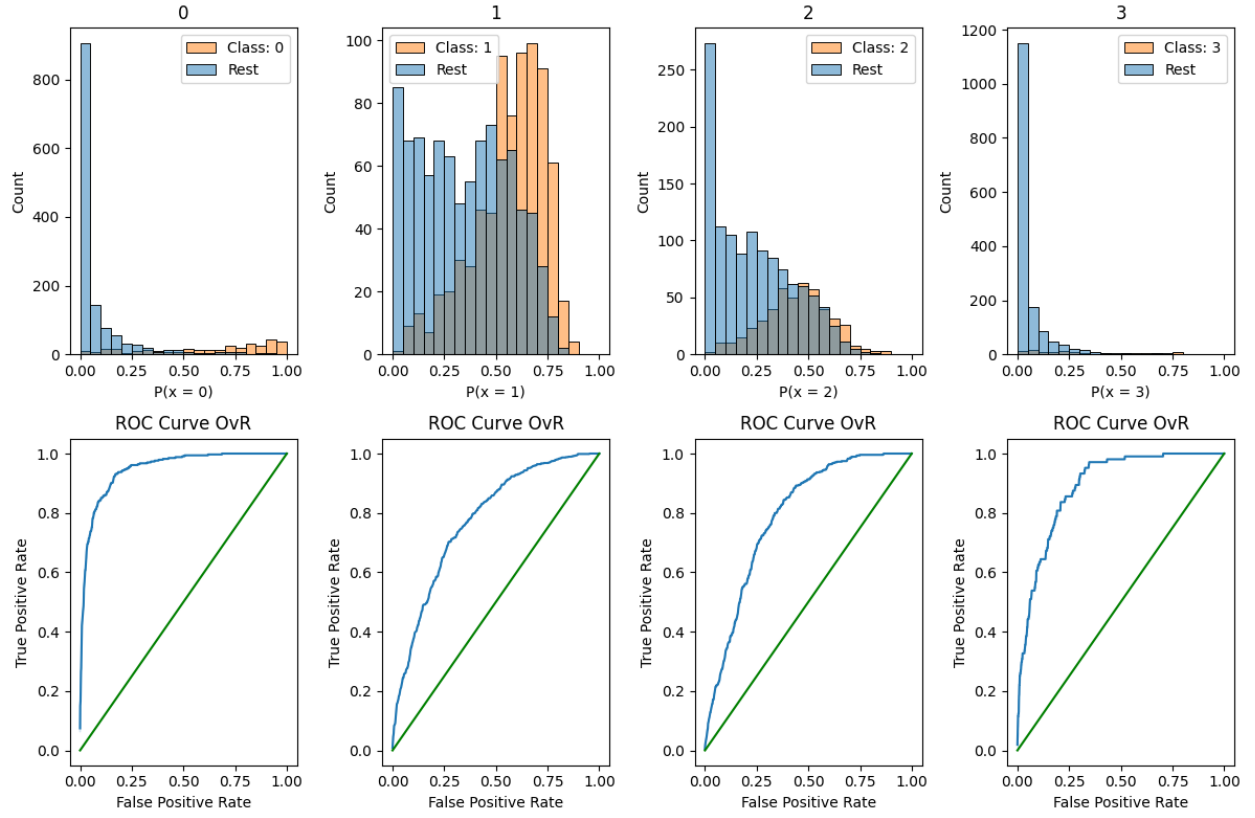 0
Class: 0
Rest
800
600
400
200
0
Count
0.00 0.25 0.50 0.75 1.00
P(x = 0)
1
Class: 1
Rest
100
80
60
40
20
0
Count
0.00 0.25 0.50 0.75 1.00
P(x = 1)
2
Class: 2
Rest
250
200
150
100
50
0
Count
0.00 0.25 0.50 0.75 1.00
P(x = 2)
3
Class: 3
Rest
1200
1000
800
600
400
200
0
Count
0.00 0.25 0.50 0.75 1.00
P(x = 3)
ROC Curve OvR
1.0
0.8
0.6
0.4
0.2
0.0
True Positive Rate
0.00 0.25 0.50 0.75 1.00
False Positive Rate
ROC Curve OvR
1.0
0.8
0.6
0.4
0.2
0.0
True Positive Rate
0.00 0.25 0.50 0.75 1.00
False Positive Rate
ROC Curve OvR
1.0
0.8
0.6
0.4
0.2
0.0
True Positive Rate
0.00 0.25 0.50 0.75 1.00
False Positive Rate
ROC Curve OvR
1.0
0.8
0.6
0.4
0.2
0.0
True Positive Rate
0.00 0.25 0.50 0.75 1.00
False Positive Rate